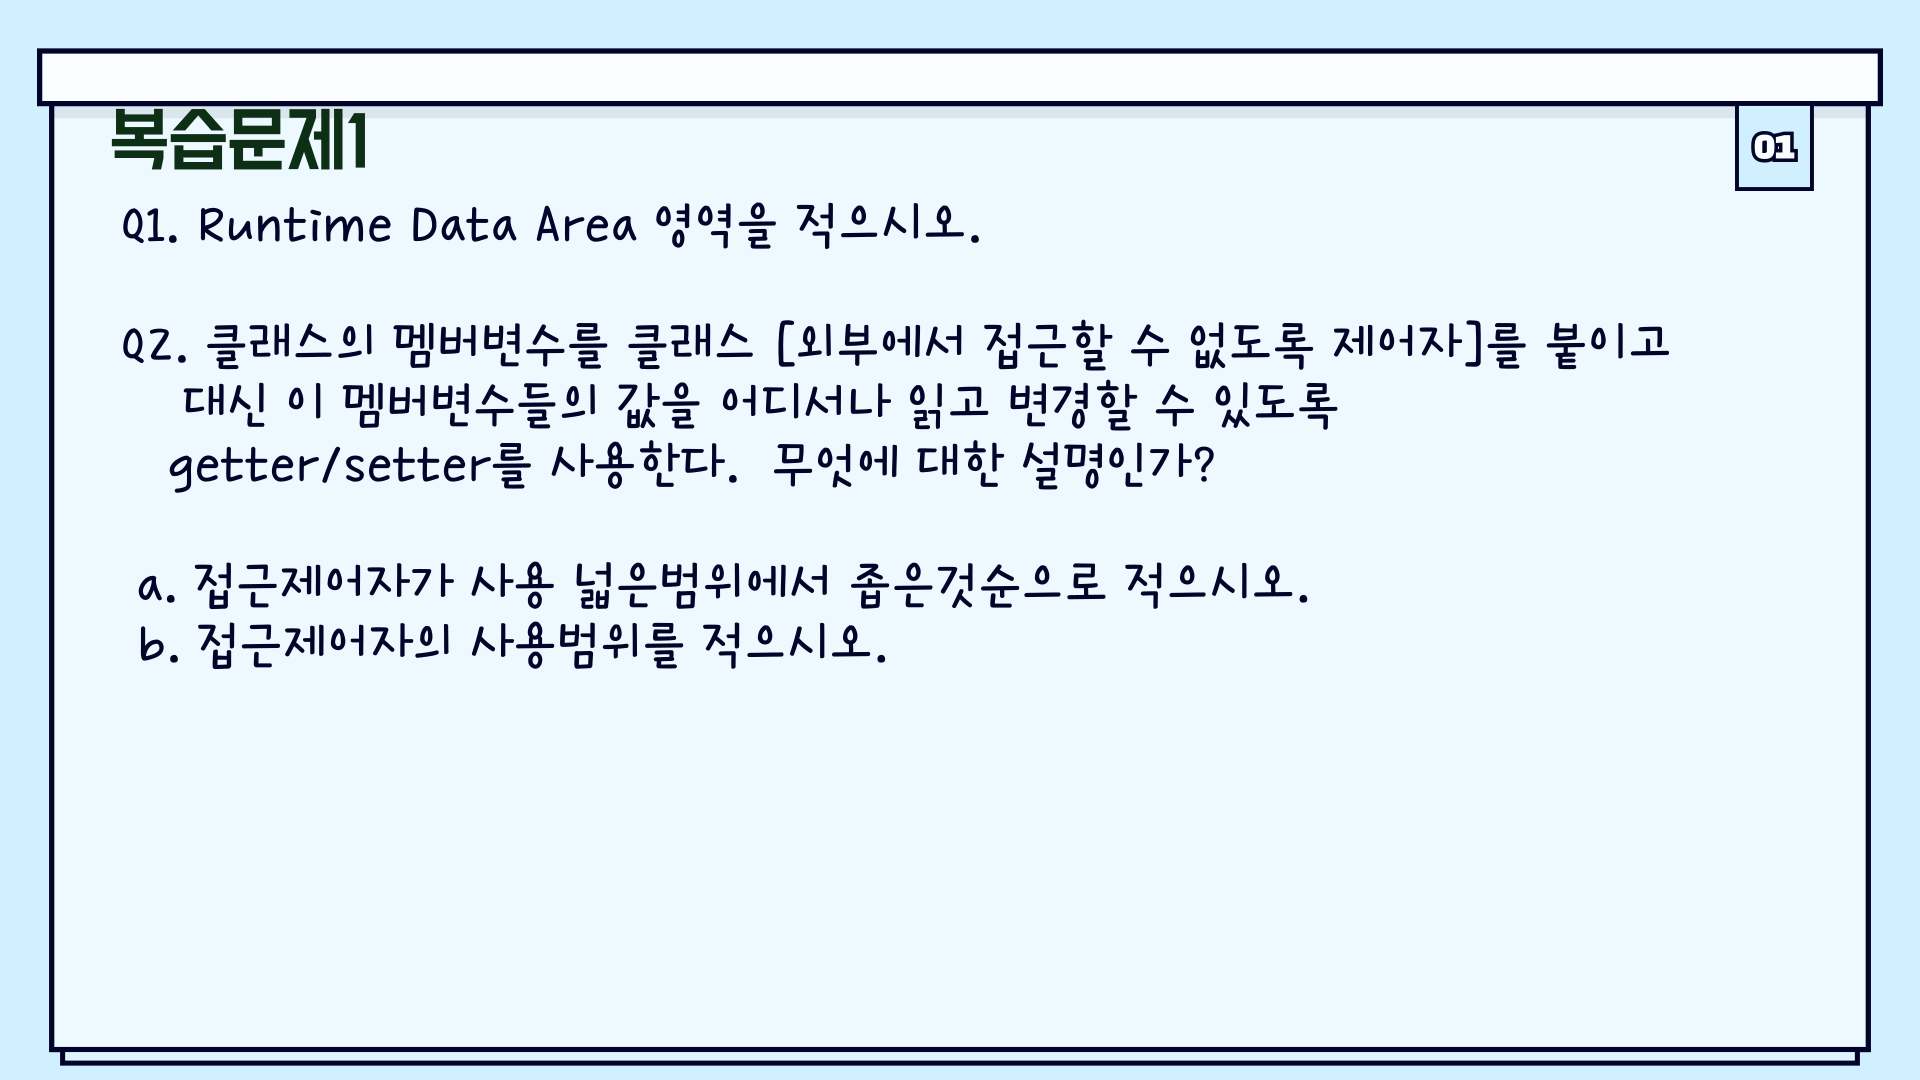 복습문제1
01
Q1. Runtime Data Area 영역을 적으시오.
Q2. 클래스의 멤버변수를 클래스 [외부에서 접근할 수 없도록 제어자]를 붙이고
대신 이 멤버변수들의 값을 어디서나 읽고 변경할 수 있도록
getter/setter를 사용한다. 무엇에 대한 설명인가?
a. 접근제어자가 사용 넓은범위에서 좁은것순으로 적으시오.
b. 접근제어자의 사용범위를 적으시오.